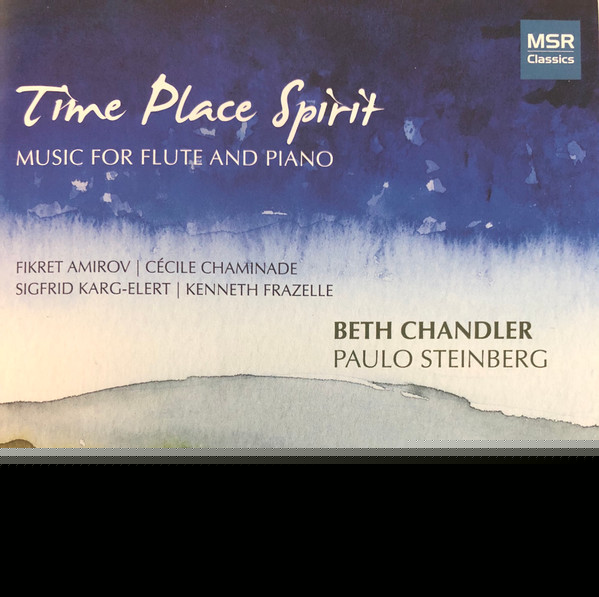 MSR
Classics
Time Place Spirit
MUSIC FOR FLUTE AND PIANO
FIKRET AMIROV | CÉCILE CHAMINADE
SIGFRID KARG-ELERT | KENNETH FRAZELLE
BETH CHANDLER
PAULO STEINBERG